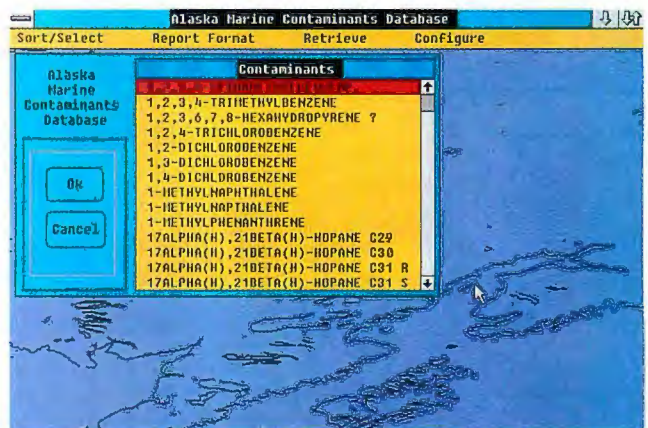 Alaska Marine Contaminants Database
Sort/Select Report Format Retrieve Configure
Alaska
Marine
Contaminants
Database
Ok
Cancel
Contaminants
1,2,3,4-TRIMETHYLBENZENE
1,2,3,6,7,8-HEXAHYDROPYRENE ?
1,2,4-TRICHLOROBENZENE
1,2-DICHLOROBENZENE
1,3-DICHLOROBENZENE
1,4-DICHLDROBENZENE
1-METHYLNAPHTHALENE
1-METHYLNAPTHALENE
1-METHYLPHENANTHRENE
17ALPHA(H),21BETA(H)-HOPANE C29
17ALPHA(H),21BETA(H)-HOPANE C30
17ALPHA(H),21BETA(H)-HOPANE C31 R
17ALPHA(H),21BETA(H)-HOPANE C31 S